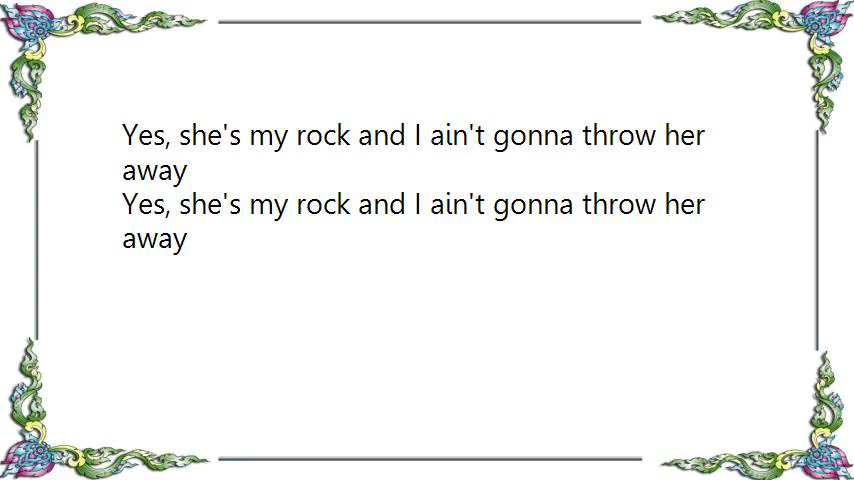 Yes, she's my rock and I ain't gonna throw her
away
Yes, she's my rock and I ain't gonna throw her
away